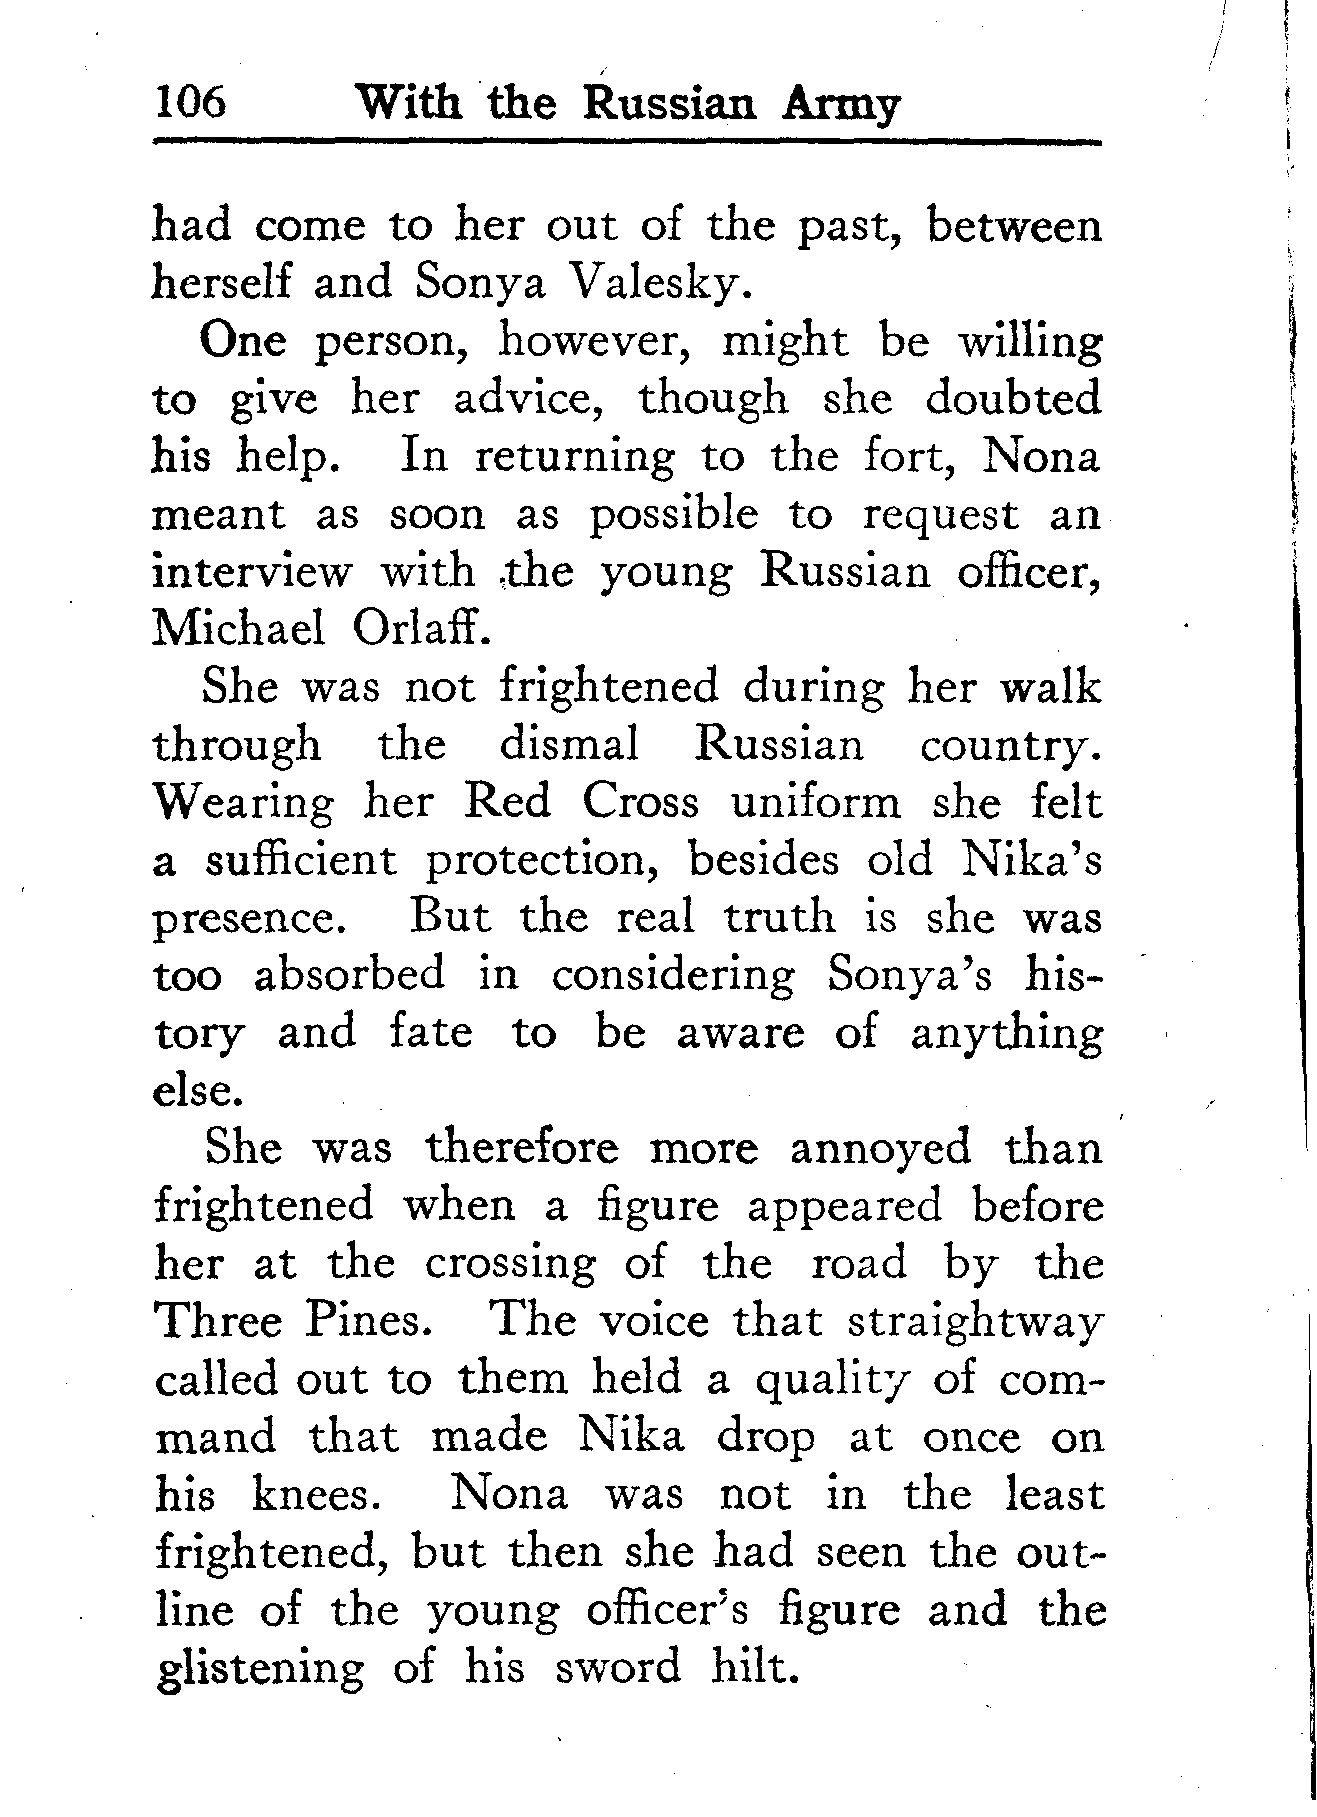 106 With the Russian Army
had come to her out of the past, between
herself and Sonya Valesky.
One person, however, might be willing
to give her advice, though she doubted
his help. In returning to the fort, Nona
meant as soon as possible to request an
interview with the young Russian officer,
Michael Orlaff.
She was not frightened during her walk
through the dismal Russian country.
Wearing her Red Cross uniform she felt
a sufficient protection, besides old Nika's
presence. But the real truth is she was
too absorbed in considering Sonya's his-
tory and fate to be aware of anything
else.
She was therefore more annoyed than
frightened when a figure appeared before
her at the crossing of the road by the
Three Pines. The voice that straightway
called out to them held a quality of com-
mand that made Nika drop at once on
his knees. Nona was not in the least
frightened, but then she had seen the out-
line of the young officer's figure and the
glistening of his sword hilt.